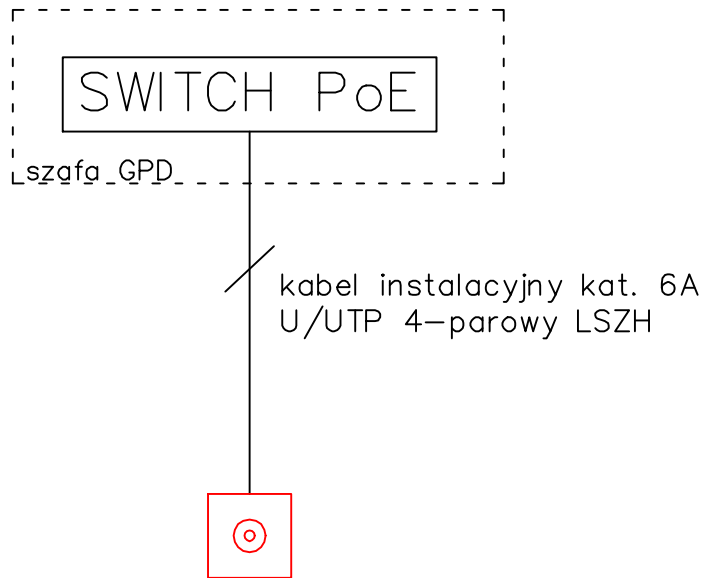 SWITCH PoE
szafa GPD
kabel instalacyjny kat. 6A
U/UTP 4-parowy LSZH